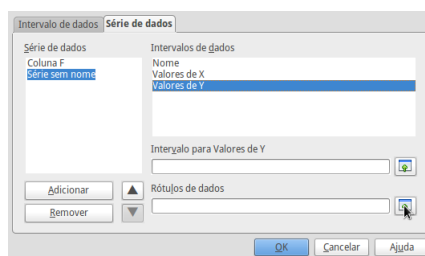 Intervalo de dados Série de dados
Série de dados
Coluna F
Série sem nome
Intervalos de dados
Nome
Valores de X
Valores de Y
Intervalo para Valores de Y
Rótulos de dados
Adicionar
Remover
OK Cancelar Ajuda